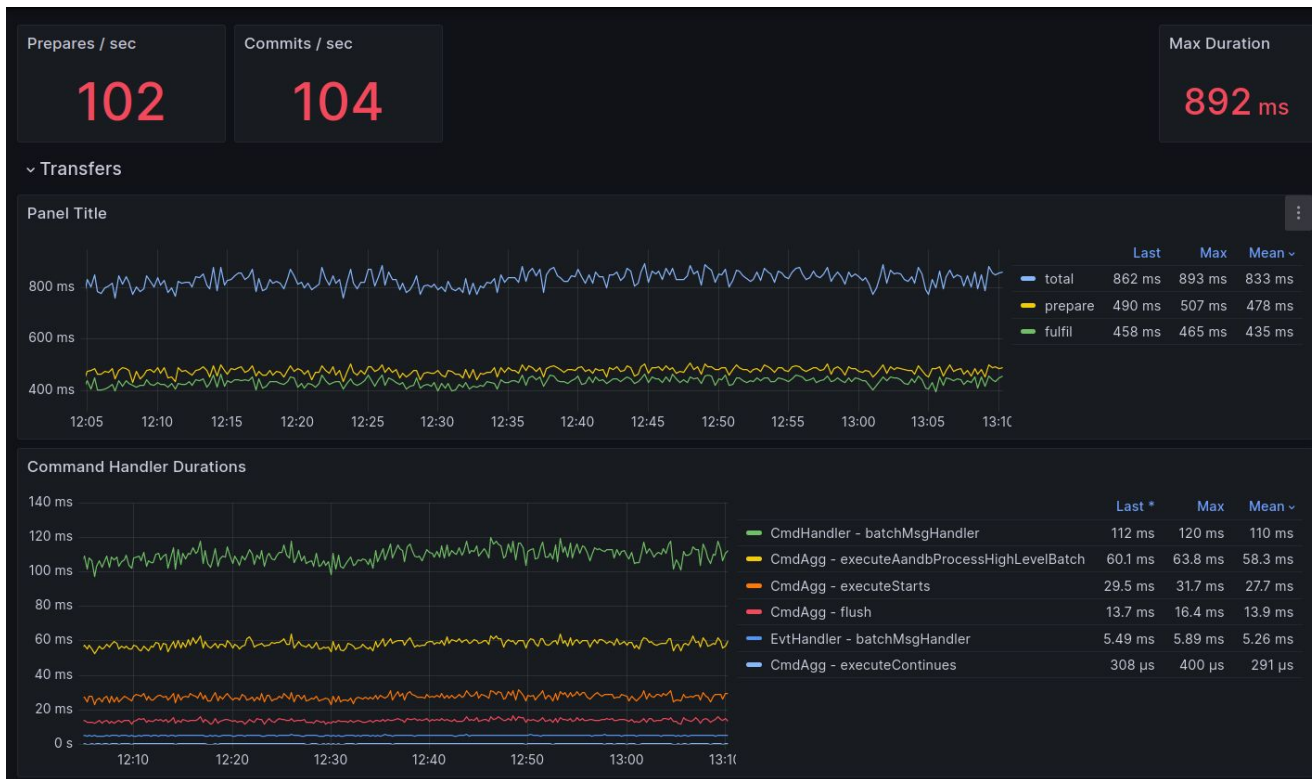 Prepares / sec
Commits / sec
Max Duration
102
104
892 ms
Transfers
Panel Title
Last Max Mean
total 862 ms 893 ms 833 ms
prepare 490 ms 507 ms 478 ms
fulfil 458 ms 465 ms 435 ms
800 ms
600 ms
400 ms
12:05 12:10 12:15 12:20 12:25 12:30 12:35 12:40 12:45 12:50 12:55 13:00 13:05 13:10
Command Handler Durations
Last * Max Mean
CmdHandler - batchMsgHandler 112 ms 120 ms 110 ms
CmdAgg - executeAandbProcessHighLevelBatch 60.1 ms 63.8 ms 58.3 ms
CmdAgg - executeStarts 29.5 ms 31.7 ms 27.7 ms
CmdAgg - flush 13.7 ms 16.4 ms 13.9 ms
EvtHandler - batchMsgHandler 5.49 ms 5.89 ms 5.26 ms
CmdAgg - executeContinues 308 µs 400 µs 291 µs
140 ms
120 ms
100 ms
80 ms
60 ms
40 ms
20 ms
0 s
12:10 12:20 12:30 12:40 12:50 13:00 13:10